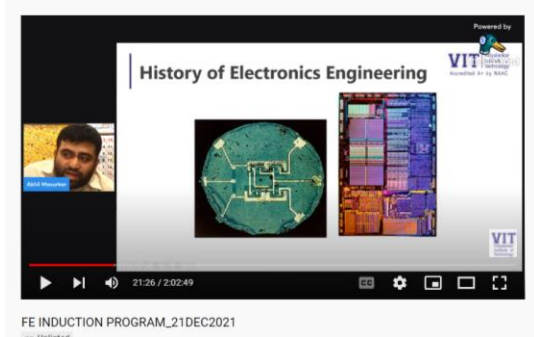 Powered by
VIT
Accredited A+ by NAAC
History of Electronics Engineering
VIT
CC
21:26 / 2:02:49
FE INDUCTION PROGRAM_21DEC2021